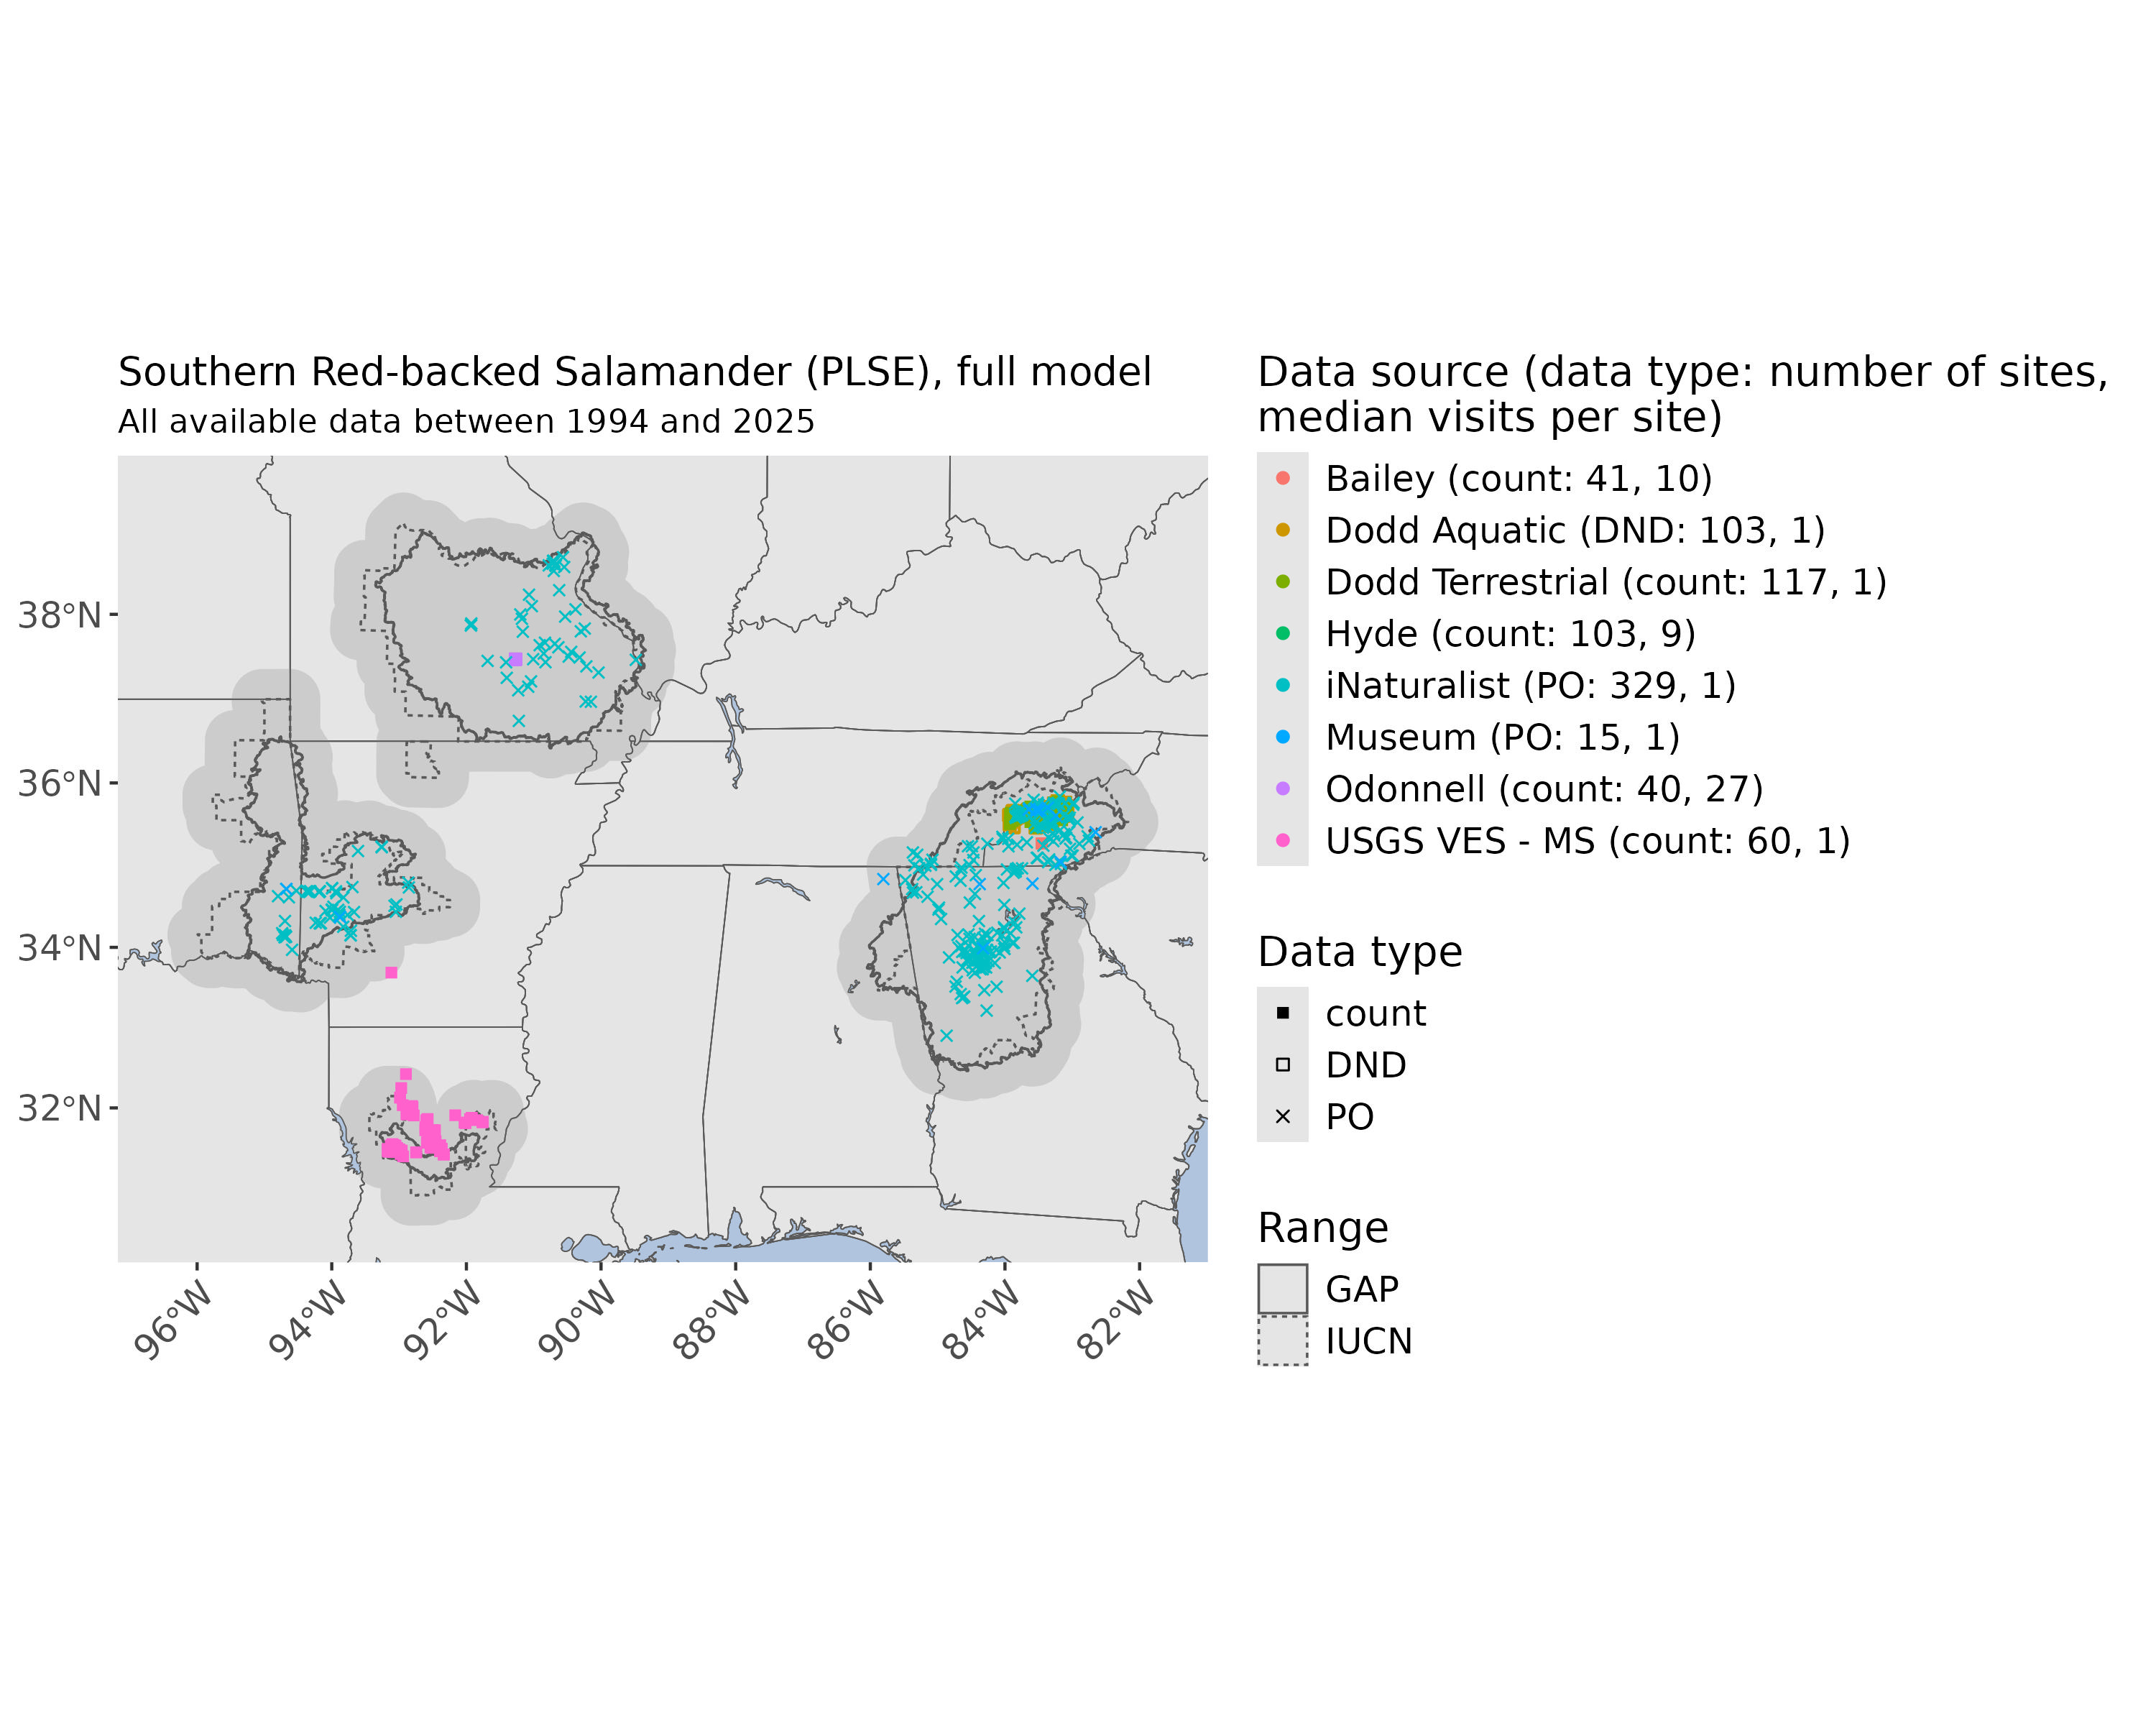 Southern Red-backed Salamander (PLSE), full model
All available data between 1994 and 2025
38°N
36°N
34°N
32°N
96°W
94°W
92°W
90°W
88°W
86°W
84°W
82°W
Data source (data type: number of sites,
median visits per site)
Bailey (count: 41, 10)
Dodd Aquatic (DND: 103, 1)
Dodd Terrestrial (count: 117, 1)
Hyde (count: 103, 9)
iNaturalist (PO: 329, 1)
Museum (PO: 15, 1)
Odonnell (count: 40, 27)
USGS VES - MS (count: 60, 1)
Data type
count
DND
PO
Range
GAP
IUCN